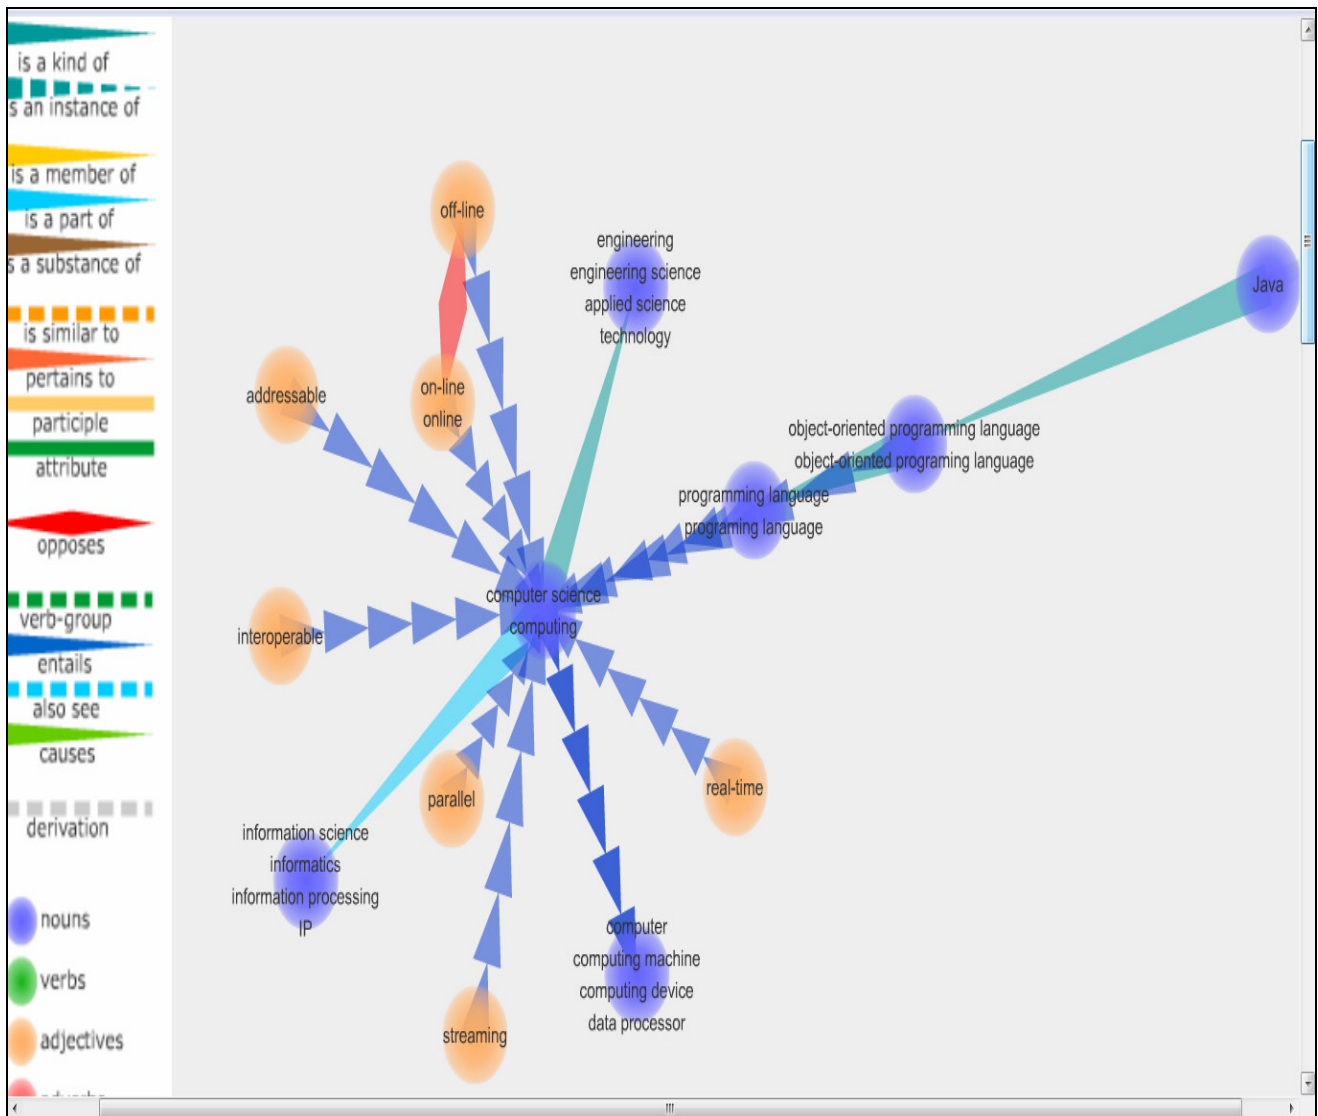 is a kind of
s an instance of
is a member of
is a part of
s a substance of
is similar to
pertains to
participle
attribute
opposes
verb-group
entails
also see
causes
derivation
nouns
verbs
adjectives
off-line
engineering
engineering science
applied science
technology
Java
addressable
on-line
online
object-oriented programming language
object-oriented programing language
programming language
programing language
computer science
computing
interoperable
real-time
parallel
information science
informatics
information processing
IP
computer
computing machine
computing device
data processor
streaming